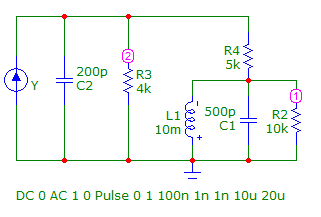 R4
5k
2
200p
C2
R3
4k
Y
1
L1
10m
500p
C1
R2
10k
DC 0 AC 1 0 Pulse 0 1 100n 1n 1n 10u 20u